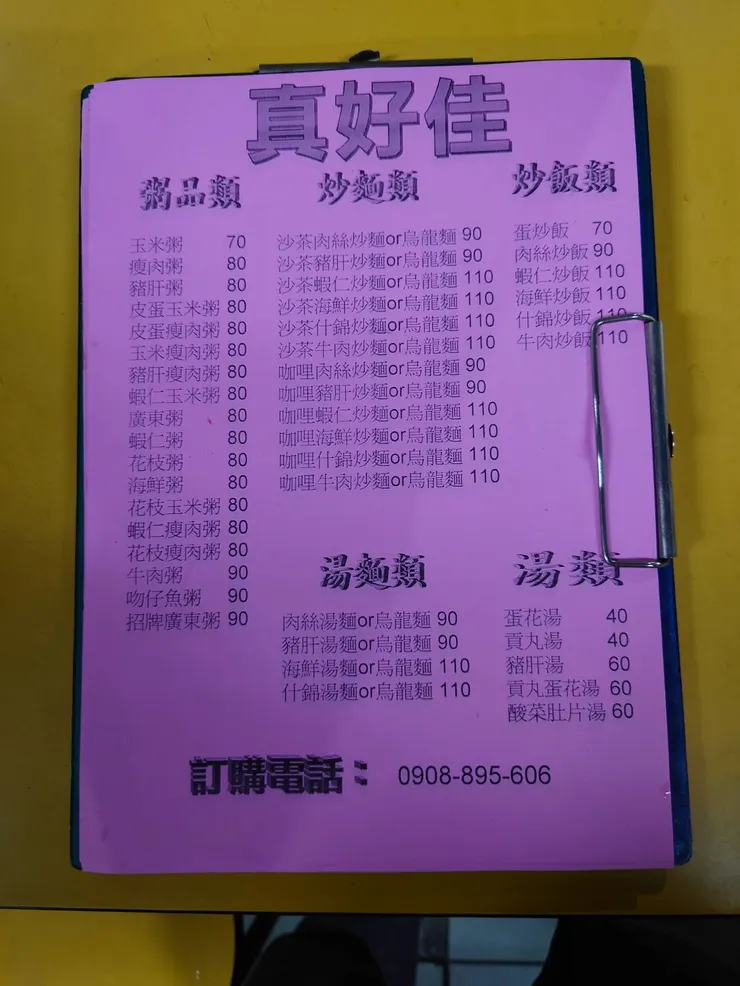 真好佳
粥品類
玉米粥 70
瘦肉粥 80
豬肝粥 80
皮蛋玉米粥 80
皮蛋瘦肉粥 80
玉米瘦肉粥 80
豬肝瘦肉粥 80
蝦仁玉米粥 80
廣東粥 80
蝦仁粥 80
花枝粥 80
海鮮粥 80
花枝玉米粥 80
蝦仁瘦肉粥 80
花枝瘦肉粥 80
牛肉粥 90
吻仔魚粥 90
招牌廣東粥 90
炒麵類
沙茶肉絲炒麵or烏龍麵 90
沙茶豬肝炒麵or烏龍麵 90
沙茶蝦仁炒麵or烏龍麵 110
沙茶海鮮炒麵or烏龍麵 110
沙茶什錦炒麵or烏龍麵 110
沙茶牛肉炒麵or烏龍麵 110
咖哩肉絲炒麵or烏龍麵 90
咖哩豬肝炒麵or烏龍麵 90
咖哩蝦仁炒麵or烏龍麵 110
咖哩海鮮炒麵or烏龍麵 110
咖哩什錦炒麵or烏龍麵 110
咖哩牛肉炒麵or烏龍麵 110
炒飯類
蛋炒飯 70
肉絲炒飯 90
蝦仁炒飯 110
海鮮炒飯 110
什錦炒飯 110
牛肉炒飯 110
湯麵類
肉絲湯麵or烏龍麵 90
豬肝湯麵or烏龍麵 90
海鮮湯麵or烏龍麵 110
什錦湯麵or烏龍麵 110
湯類
蛋花湯 40
貢丸湯 40
豬肝湯 60
貢丸蛋花湯 60
酸菜肚片湯 60
訂購電話： 0908-895-606